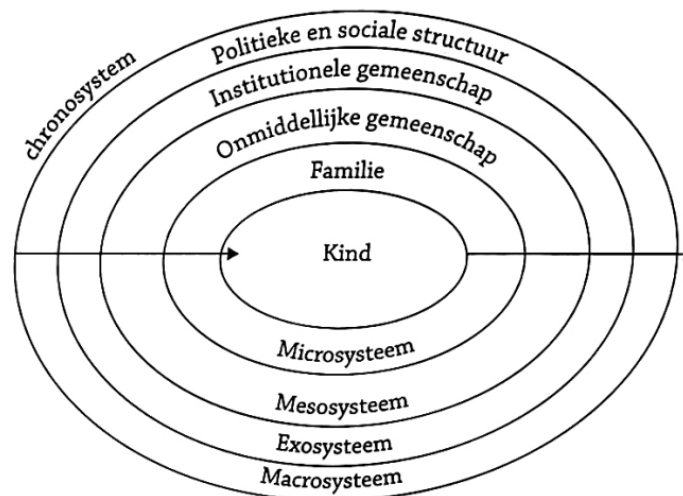 chronosystem
Politieke en sociale structuur
Institutionele gemeenschap
Onmiddellijke gemeenschap
Familie
Kind
Microsysteem
Mesosysteem
Exosysteem
Macrosysteem